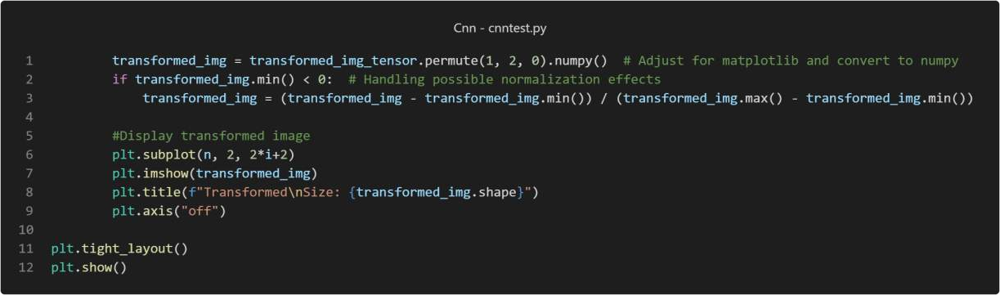 Cnn - cnntest.py
1 transformed_img = transformed_img_tensor.permute(1, 2, 0).numpy()  # Adjust for matplotlib and convert to numpy
2 if transformed_img.min() < 0:  # Handling possible normalization effects
3 transformed_img = (transformed_img - transformed_img.min()) / (transformed_img.max() - transformed_img.min())
4
5 #Display transformed image
6 plt.subplot(n, 2, 2*i+2)
7 plt.imshow(transformed_img)
8 plt.title(f"Transformed\nSize: {transformed_img.shape}")
9 plt.axis("off")
10
11 plt.tight_layout()
12 plt.show()